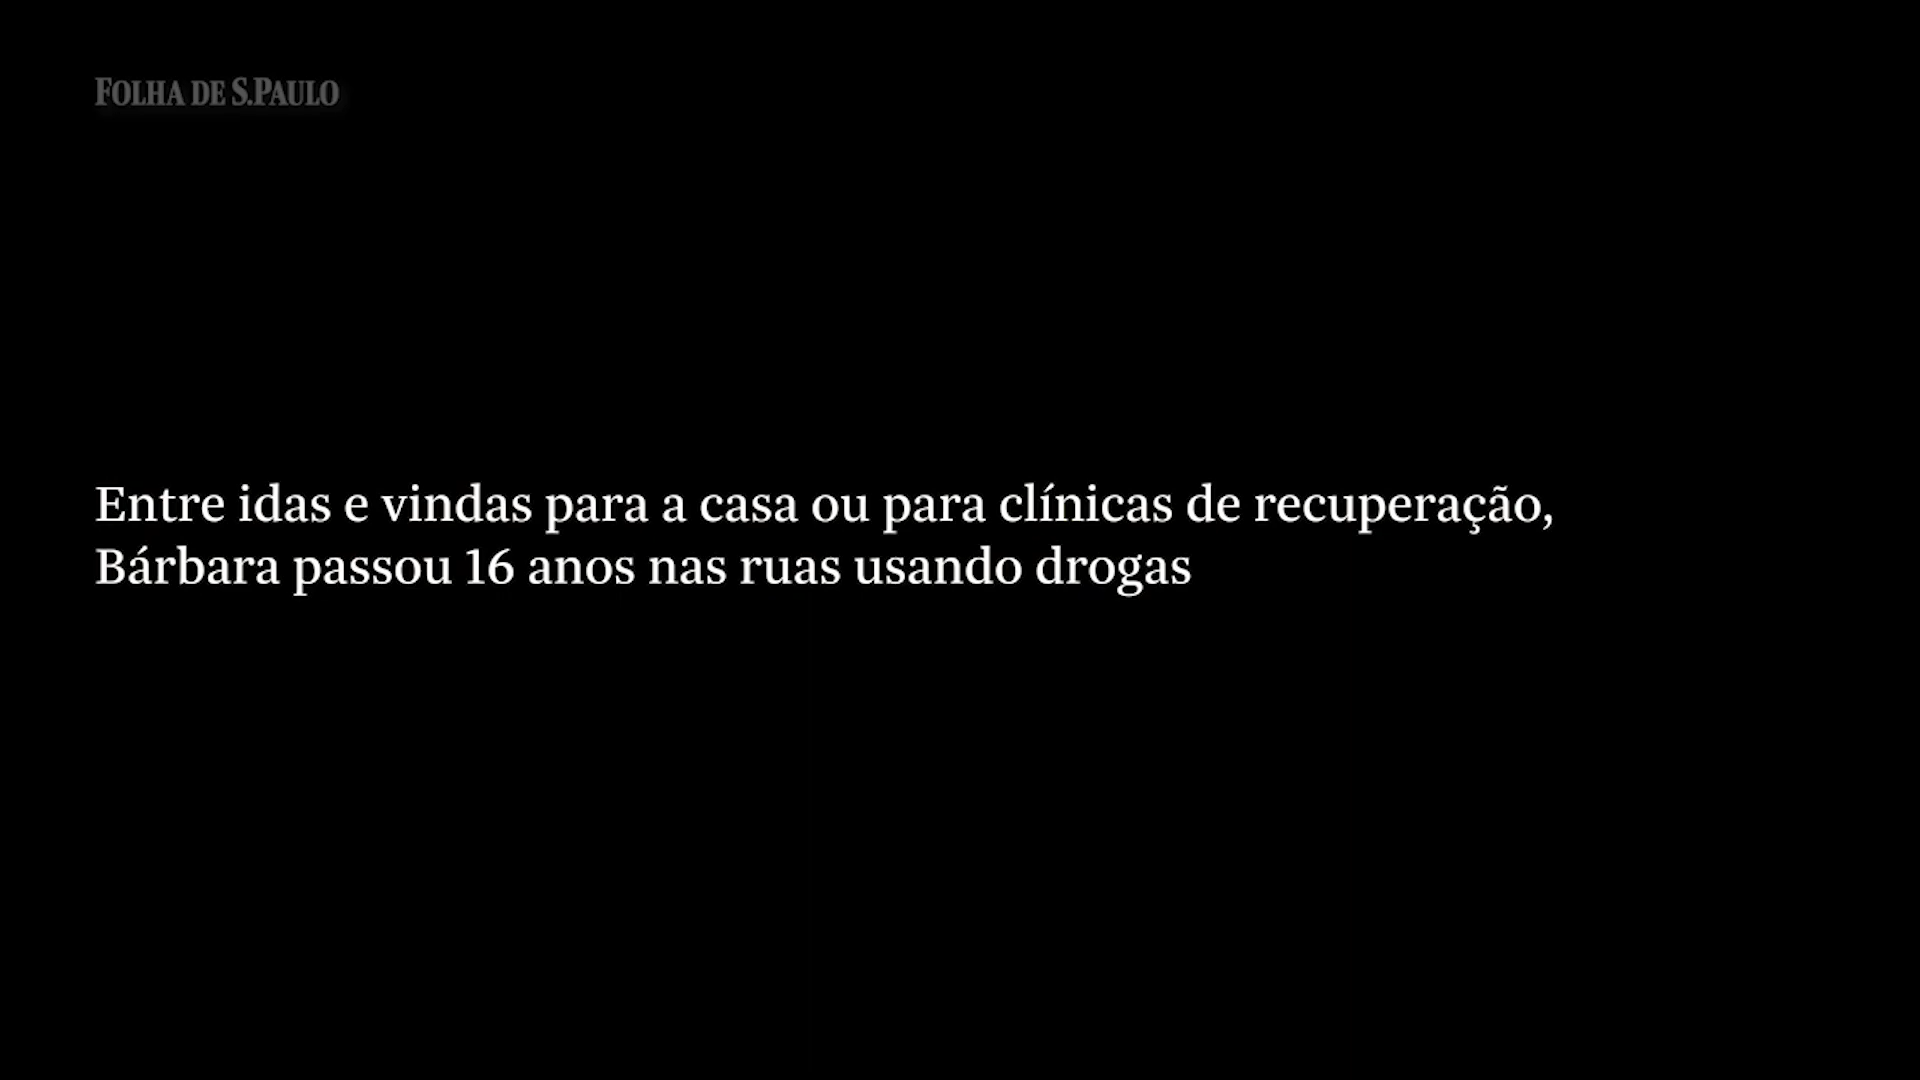 FOLHA DE S.PAULO
Entre idas e vindas para a casa ou para clínicas de recuperação,
Bárbara passou 16 anos nas ruas usando drogas